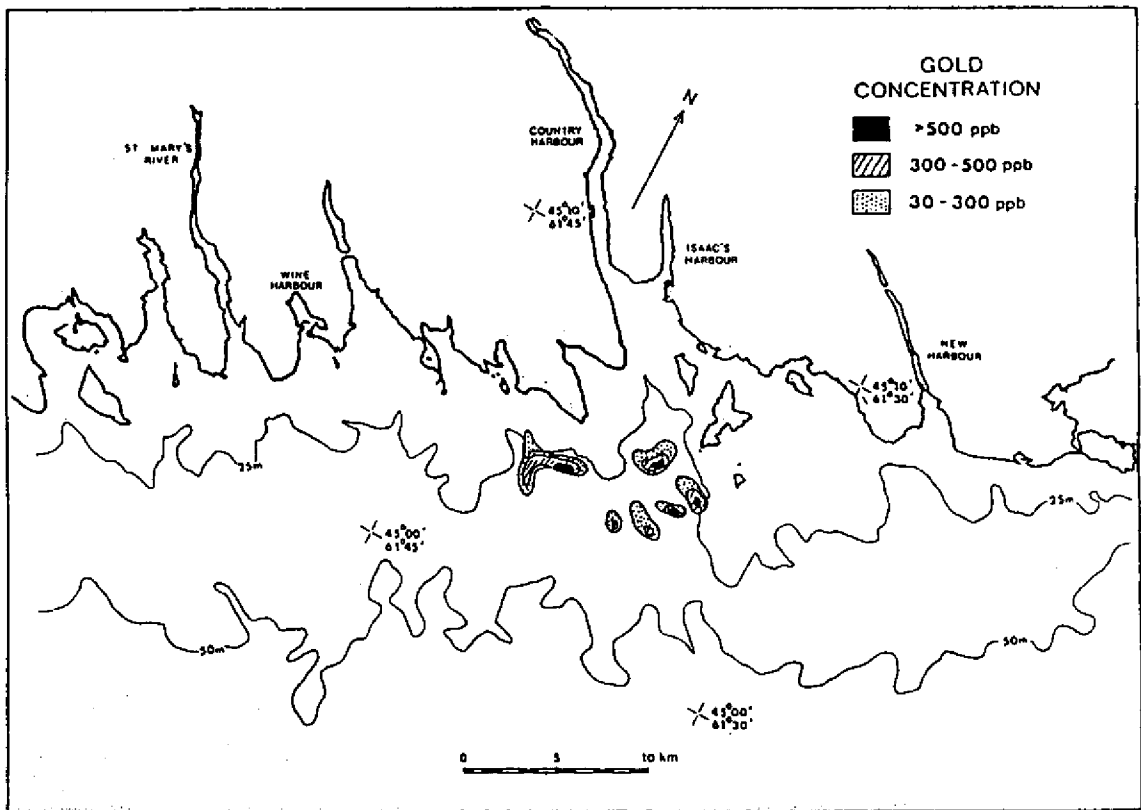 GOLD
CONCENTRATION
>500 ppb
300-500 ppb
30-300 ppb
N
COUNTRY
HARBOUR
ST MARY'S
RIVER
45°10'
61°45'
ISAAC'S
HARBOUR
WINE
HARBOUR
NEW
HARBOUR
45°10'
61°30'
25m
25m
45°00'
61°45'
50m
50m
45°00'
61°30'
0 5 10 km